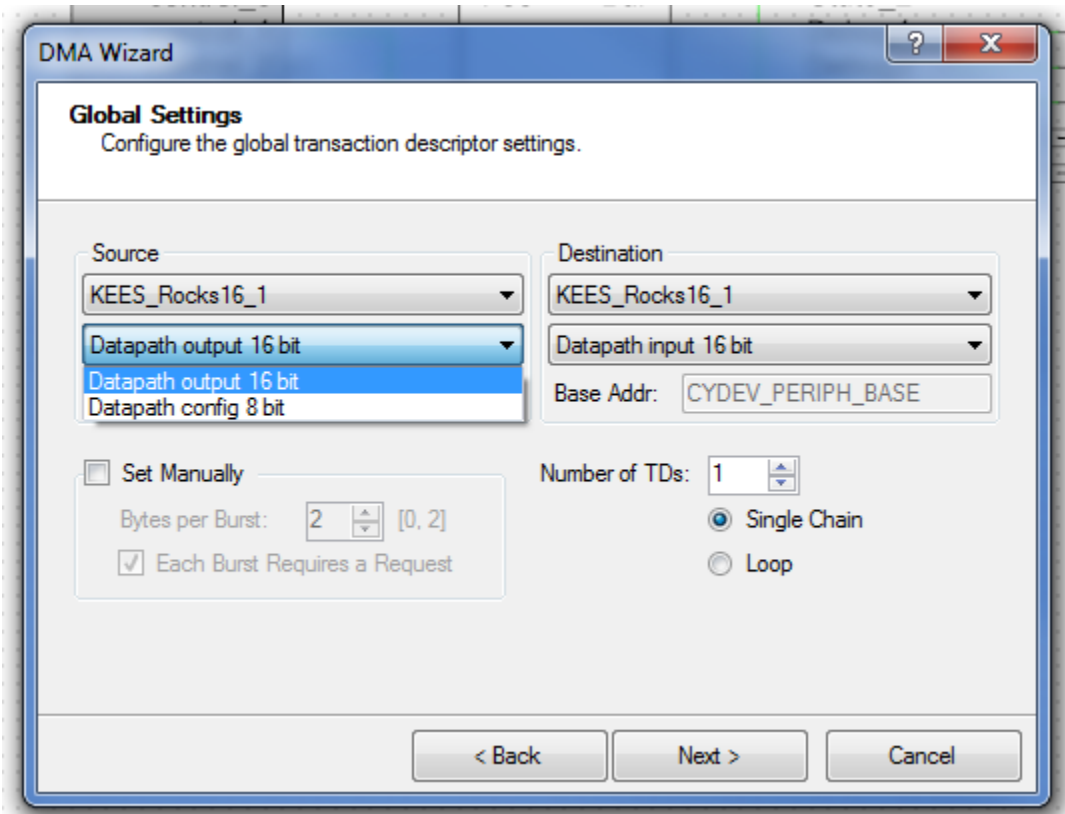 DMA Wizard
Global Settings
Configure the global transaction descriptor settings.
Source
KEES_Rocks16_1
Datapath output 16 bit
Datapath output 16 bit
Datapath config 8 bit
Destination
KEES_Rocks16_1
Datapath input 16 bit
Base Addr: CYDEV_PERIPH_BASE
Set Manually
Bytes per Burst: 2 [0, 2]
Each Burst Requires a Request
Number of TDs: 1
Single Chain
Loop
< Back
Next >
Cancel